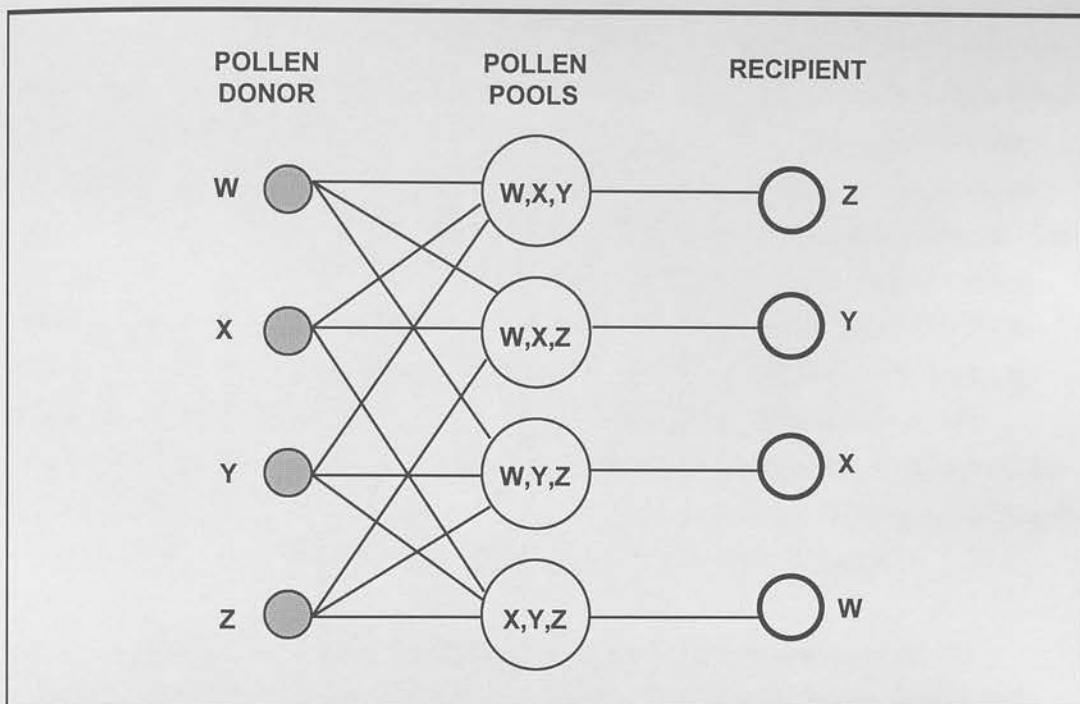 POLLEN
DONOR
POLLEN
POOLS
RECIPIENT
W
W,X,Y
Z
X
W,X,Z
Y
Y
W,Y,Z
X
Z
X,Y,Z
W